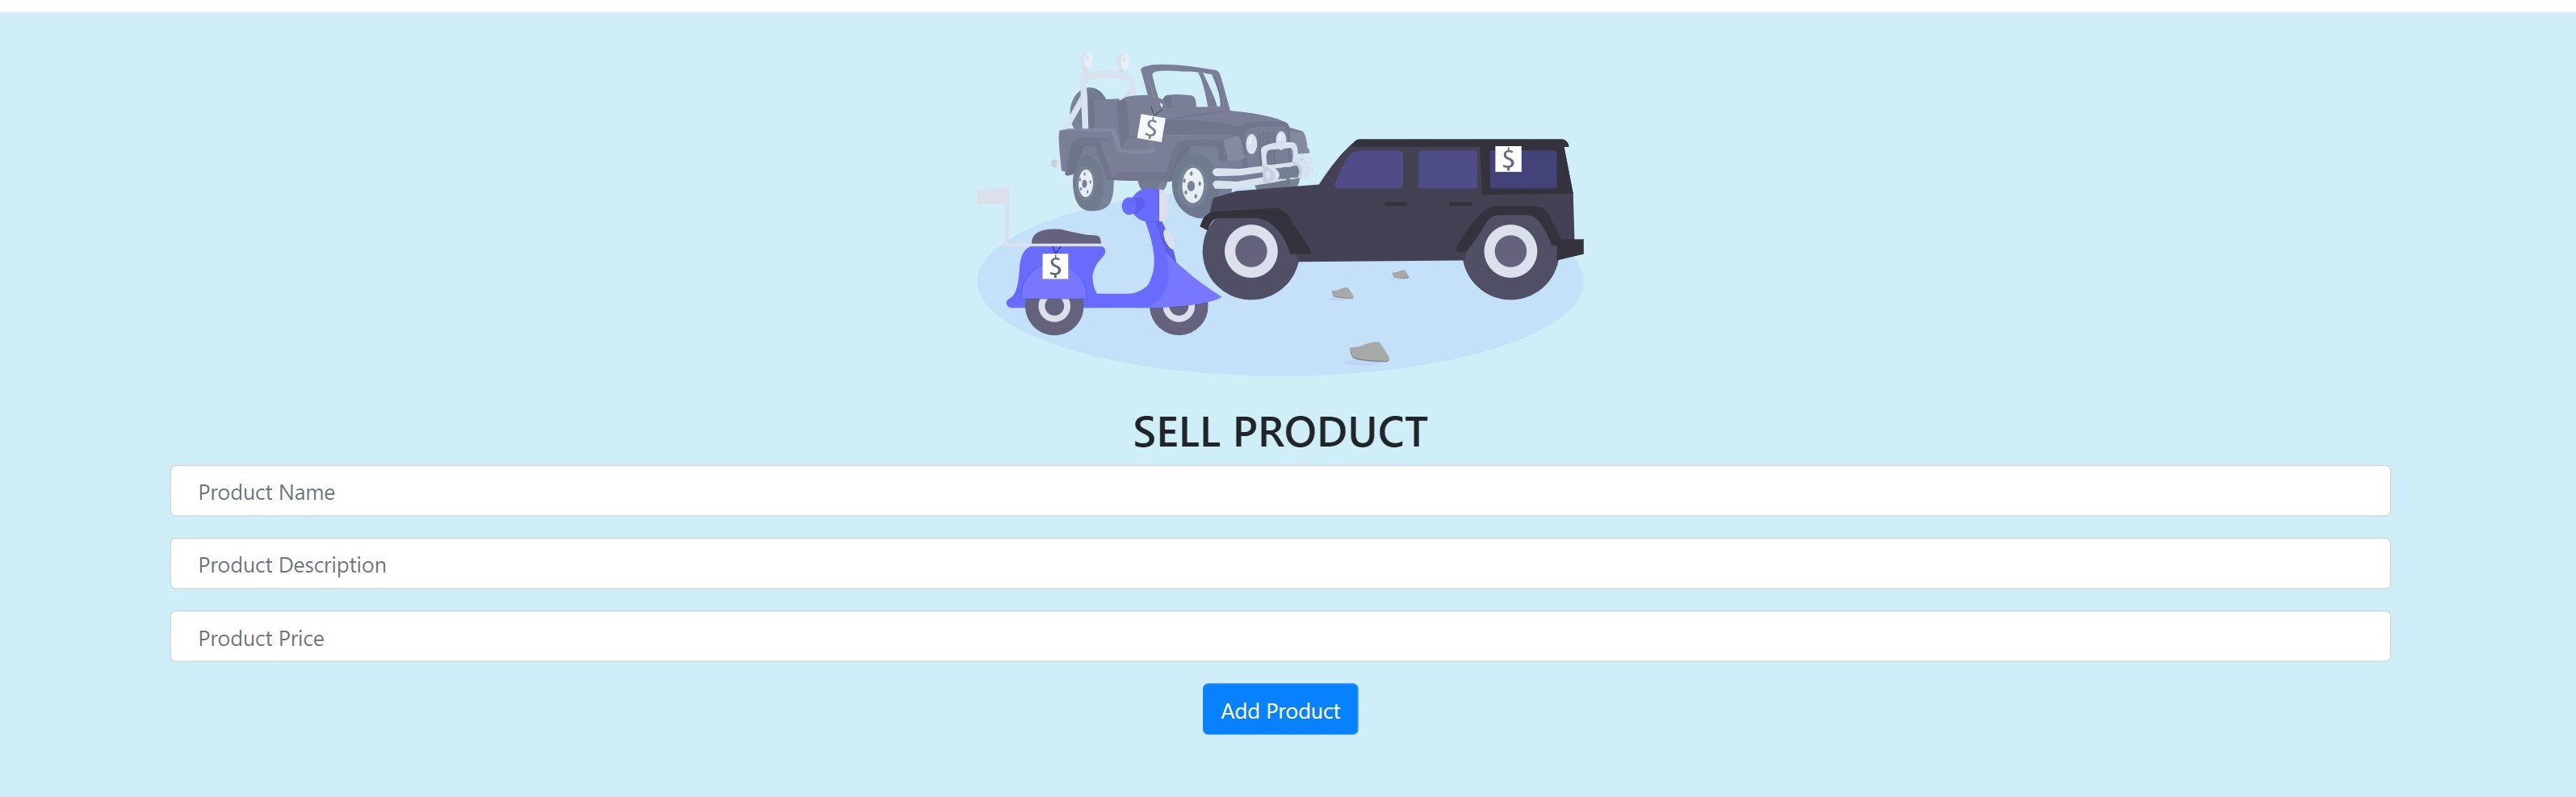 $
$
$
SELL PRODUCT
Product Name
Product Description
Product Price
Add Product